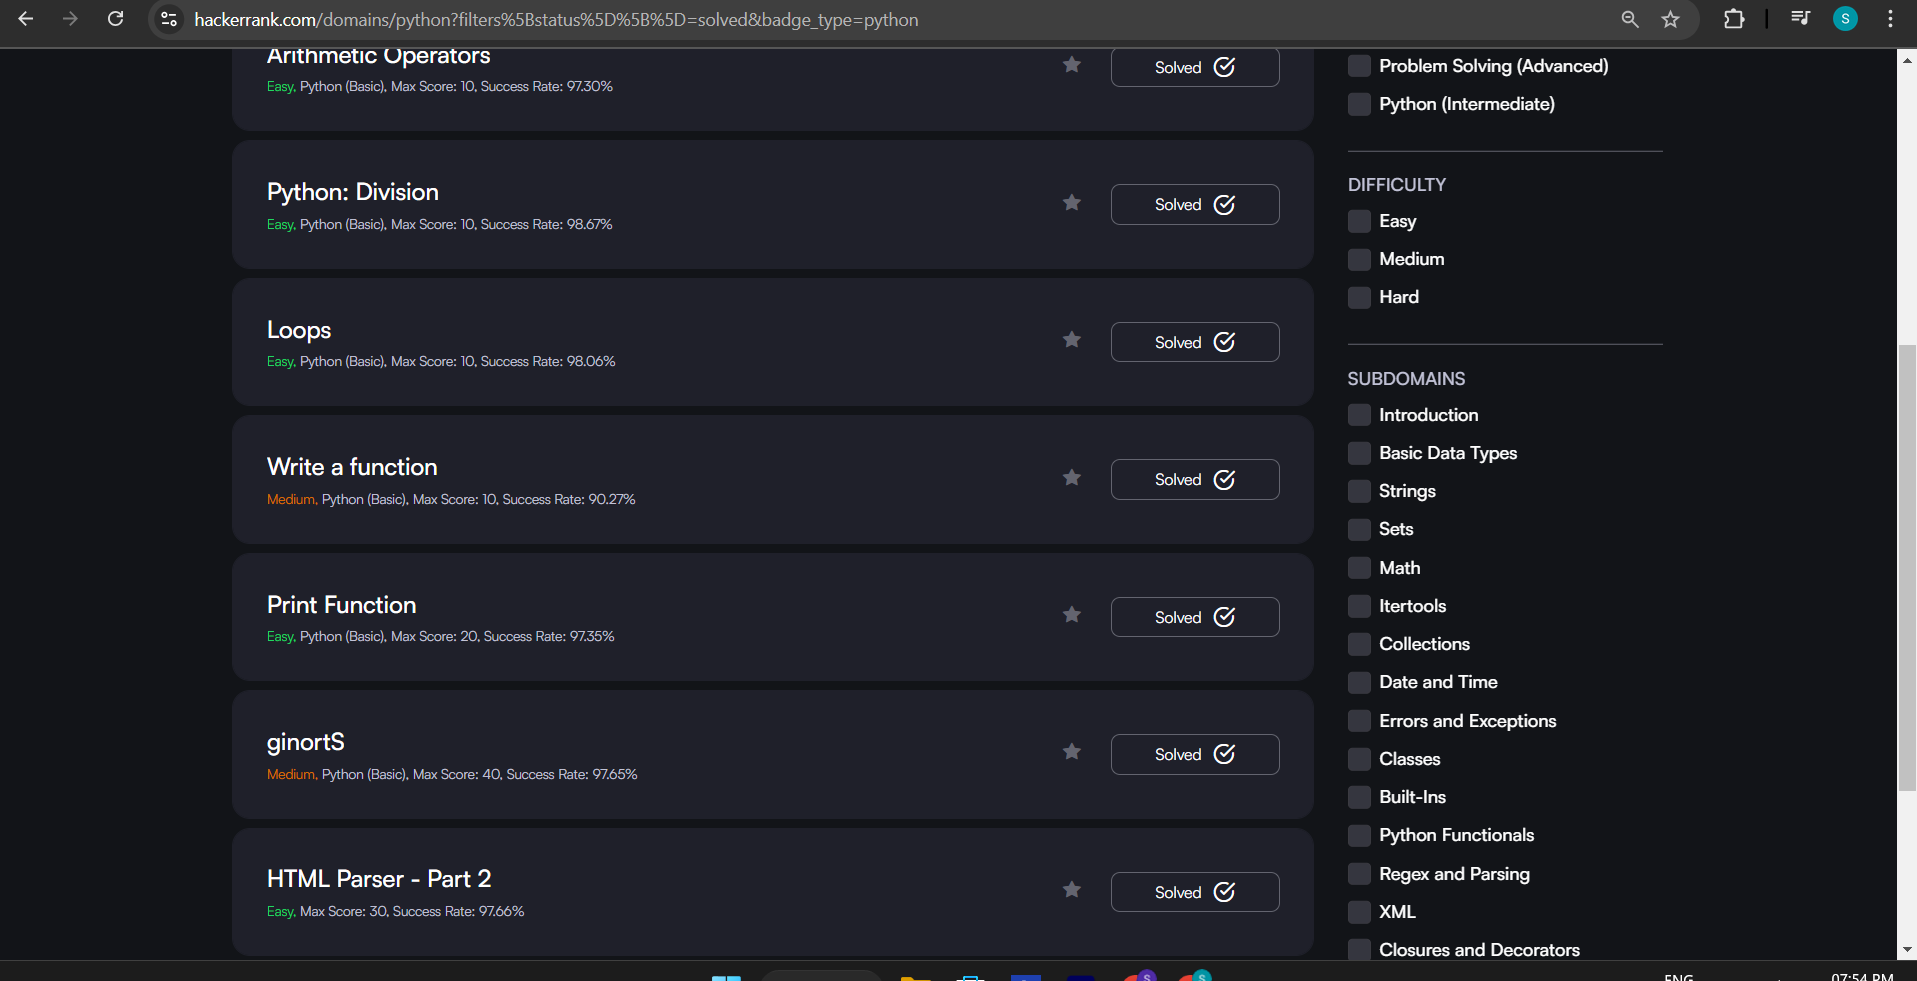 hackerrank.com/domains/python?filters%5Bstatus%5D%5B%5D=solved&badge_type=python
S
Arithmetic Operators
Easy, Python (Basic), Max Score: 10, Success Rate: 97.30%
Solved
Python: Division
Easy, Python (Basic), Max Score: 10, Success Rate: 98.67%
Solved
Loops
Easy, Python (Basic), Max Score: 10, Success Rate: 98.06%
Solved
Write a function
Medium, Python (Basic), Max Score: 10, Success Rate: 90.27%
Solved
Print Function
Easy, Python (Basic), Max Score: 20, Success Rate: 97.35%
Solved
ginortS
Medium, Python (Basic), Max Score: 40, Success Rate: 97.65%
Solved
HTML Parser - Part 2
Easy, Max Score: 30, Success Rate: 97.66%
Solved
Problem Solving (Advanced)
Python (Intermediate)
DIFFICULTY
Easy
Medium
Hard
SUBDOMAINS
Introduction
Basic Data Types
Strings
Sets
Math
Itertools
Collections
Date and Time
Errors and Exceptions
Classes
Built-Ins
Python Functionals
Regex and Parsing
XML
Closures and Decorators
S
S
ENG
07:54 PM